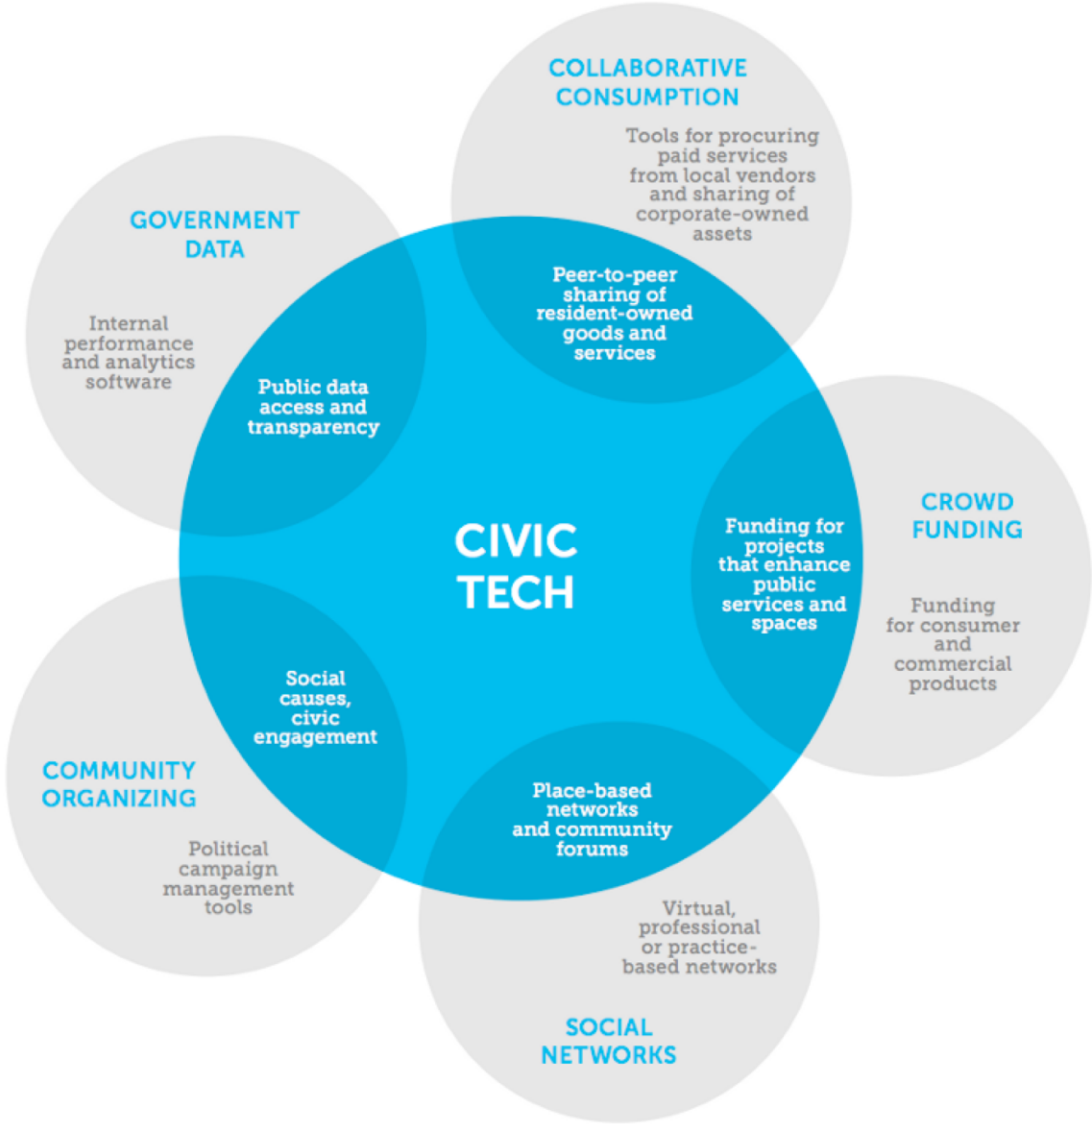 COLLABORATIVE
CONSUMPTION
Tools for procuring
paid services
from local vendors
and sharing of
corporate-owned
assets
Peer-to-peer
sharing of
resident-owned
goods and
services
GOVERNMENT
DATA
Internal
performance
and analytics
software
Public data
access and
transparency
CIVIC
TECH
CROWD
FUNDING
Funding for
projects
that enhance
public
services and
spaces
Funding
for consumer
and
commercial
products
Social
causes,
civic
engagement
COMMUNITY
ORGANIZING
Political
campaign
management
tools
Place-based
networks
and community
forums
Virtual,
professional
or practice-
based networks
SOCIAL
NETWORKS